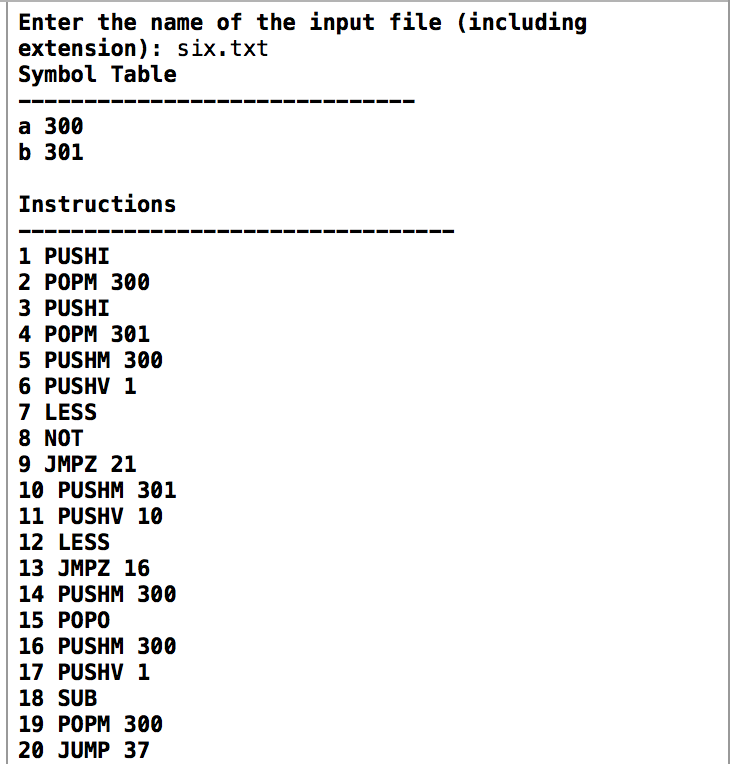 Enter the name of the input file (including
extension): six.txt
Symbol Table
------------------------------
a 300
b 301
Instructions
---------------------------------
1 PUSHI
2 POPM 300
3 PUSHI
4 POPM 301
5 PUSHM 300
6 PUSHV 1
7 LESS
8 NOT
9 JMPZ 21
10 PUSHM 301
11 PUSHV 10
12 LESS
13 JMPZ 16
14 PUSHM 300
15 POPO
16 PUSHM 300
17 PUSHV 1
18 SUB
19 POPM 300
20 JUMP 37